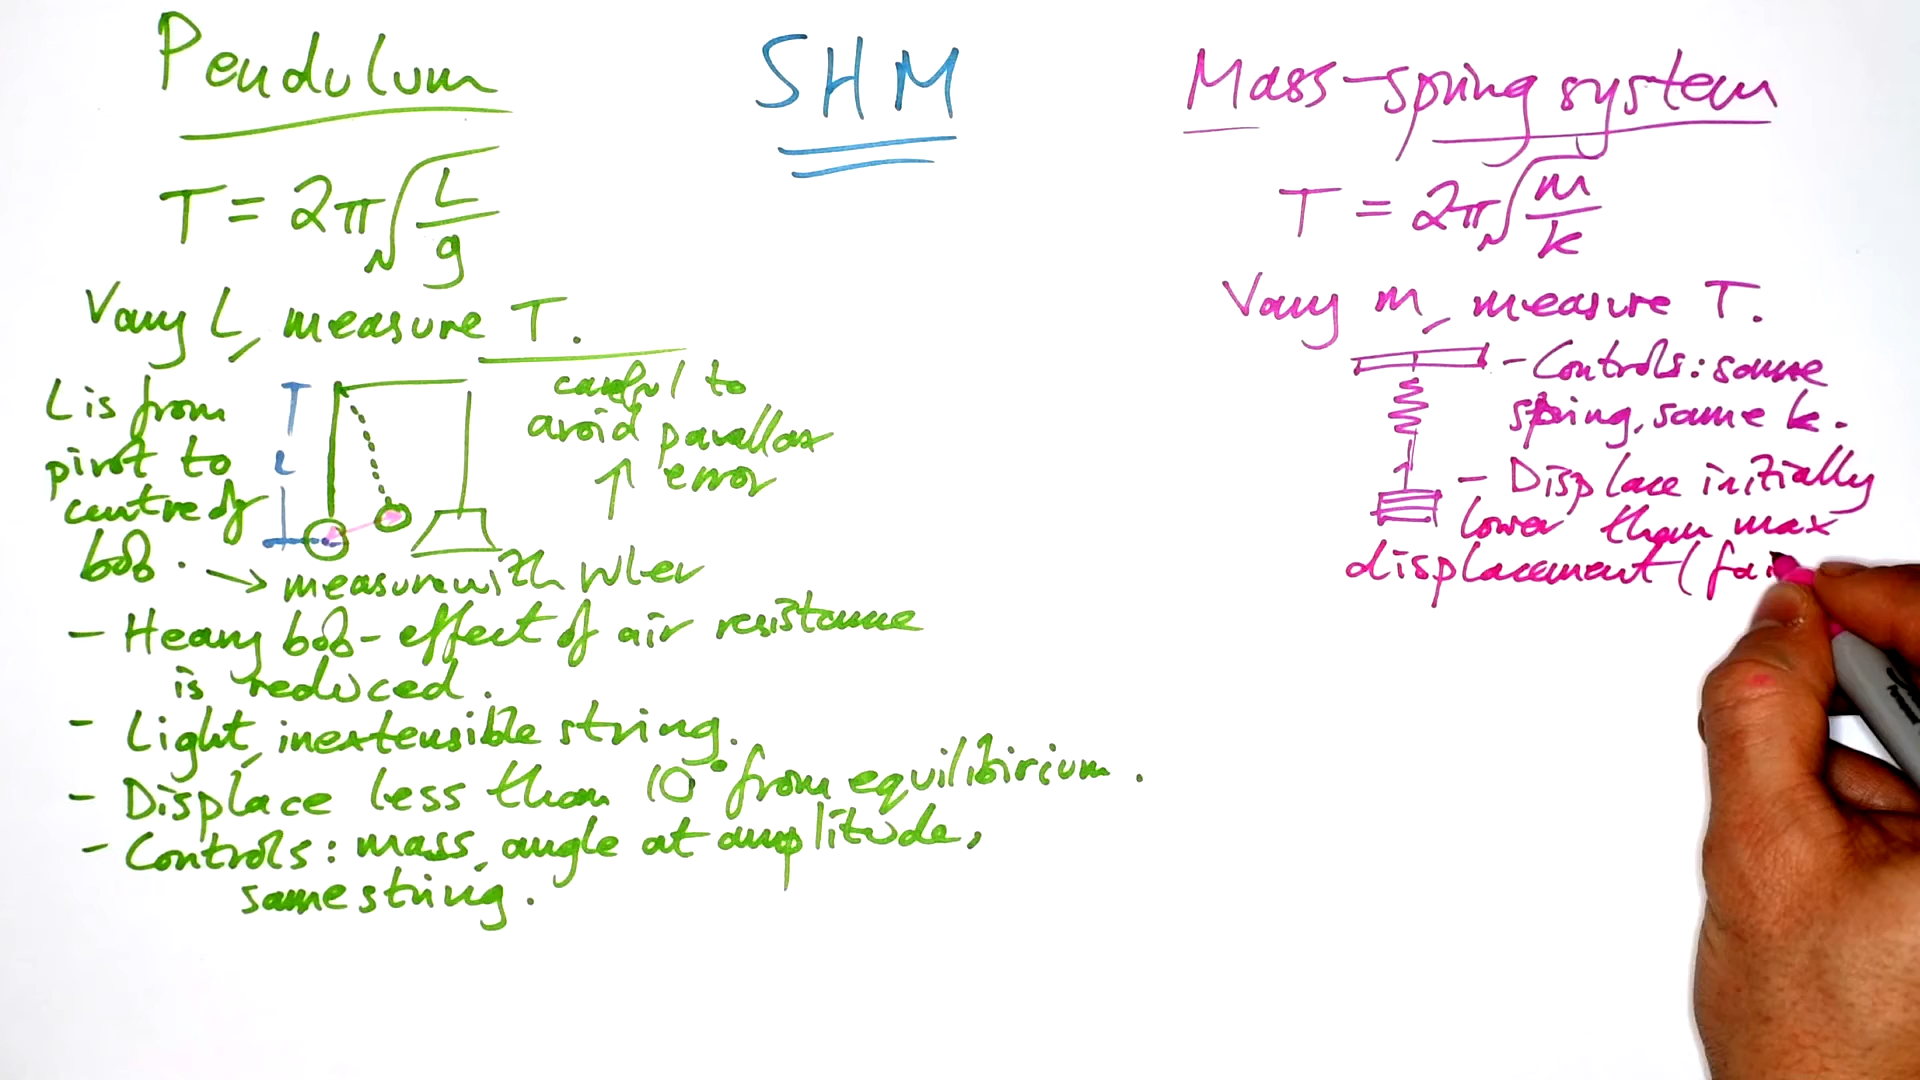 Pendulum
T = 2π√(L/g)
Vary L, measure T.
L is from
pivot to
centre of
bob.
L
careful to
avoid parallax
error
→ measure with ruler
- Heavy bob - effect of air resistance
is reduced.
- Light, inextensible string.
- Displace less than 10° from equilibirium.
- Controls: mass, angle at amplitude,
same string.
SHM
Mass-spring system
T = 2π√(m/k)
Vary m, measure T.
- Controls: same
spring, same k.
- Displace initially
lower than max
displacement (fai